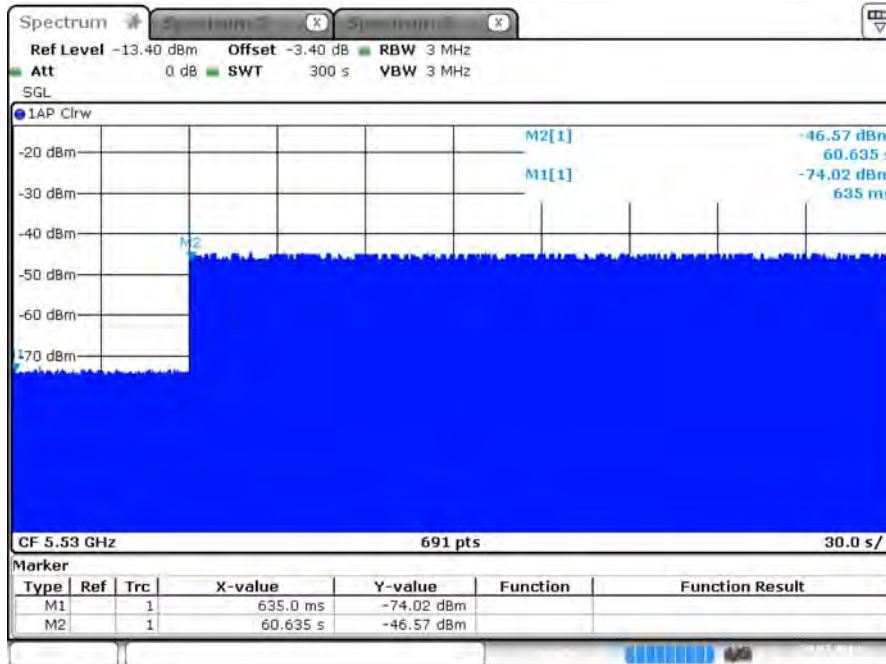 Spectrum
Ref Level -13.40 dBm Offset -3.40 dB RBW 3 MHz
Att 0 dB SWT 300 s VBW 3 MHz
SGL
1AP Clrw
M2[1] -46.57 dBm
60.635 s
M1[1] -74.02 dBm
635 ms
-20 dBm
-30 dBm
-40 dBm
M2
-50 dBm
-60 dBm
-70 dBm
CF 5.53 GHz 691 pts 30.0 s/
Marker
Type Ref Trc X-value Y-value Function Function Result
M1 1 635.0 ms -74.02 dBm
M2 1 60.635 s -46.57 dBm